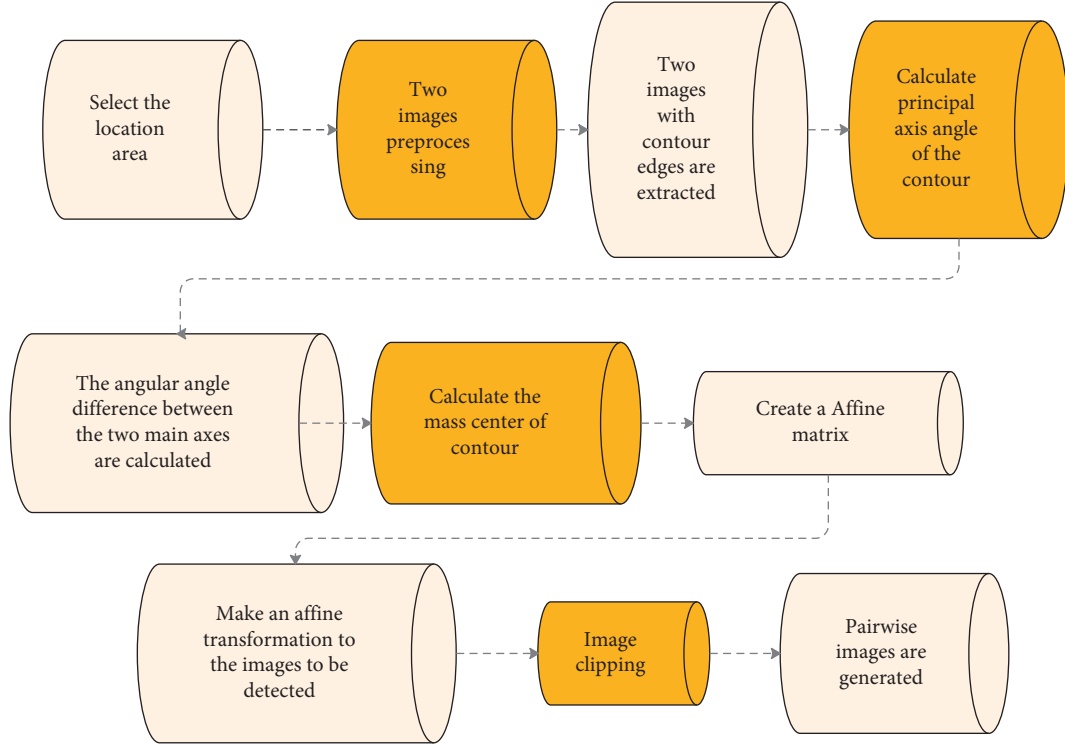 Select the
location
area
Two
images
preproces
sing
Two
images
with
contour
edges are
extracted
Calculate
principal
axis angle
of the
contour
The angular angle
difference between
the two main axes
are calculated
Calculate the
mass center of
contour
Create a Affine
matrix
Make an affine
transformation to
the images to be
detected
Image
clipping
Pairwise
images are
generated